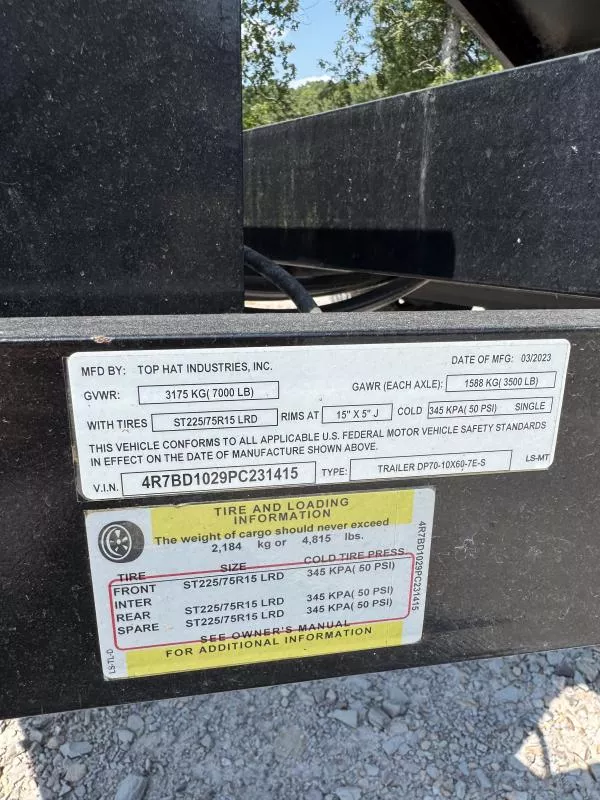 MFD BY: TOP HAT INDUSTRIES, INC. DATE OF MFG: 03/2023
GVWR: 3175 KG( 7000 LB) GAWR (EACH AXLE): 1588 KG( 3500 LB)
WITH TIRES ST225/75R15 LRD RIMS AT 15" X 5" J COLD 345 KPA( 50 PSI) SINGLE
THIS VEHICLE CONFORMS TO ALL APPLICABLE U.S. FEDERAL MOTOR VEHICLE SAFETY STANDARDS
IN EFFECT ON THE DATE OF MANUFACTURE SHOWN ABOVE. LS-MT
V.I.N. 4R7BD1029PC231415 TYPE: TRAILER DP70-10X60-7E-S
TIRE AND LOADING
INFORMATION
The weight of cargo should never exceed
2,184 kg or 4,815 lbs.
TIRE SIZE COLD TIRE PRESS.
FRONT ST225/75R15 LRD 345 KPA( 50 PSI)
INTER
REAR ST225/75R15 LRD 345 KPA( 50 PSI)
SPARE ST225/75R15 LRD 345 KPA( 50 PSI)
SEE OWNER'S MANUAL
FOR ADDITIONAL INFORMATION
LS-TL-D
4R7BD1029PC231415